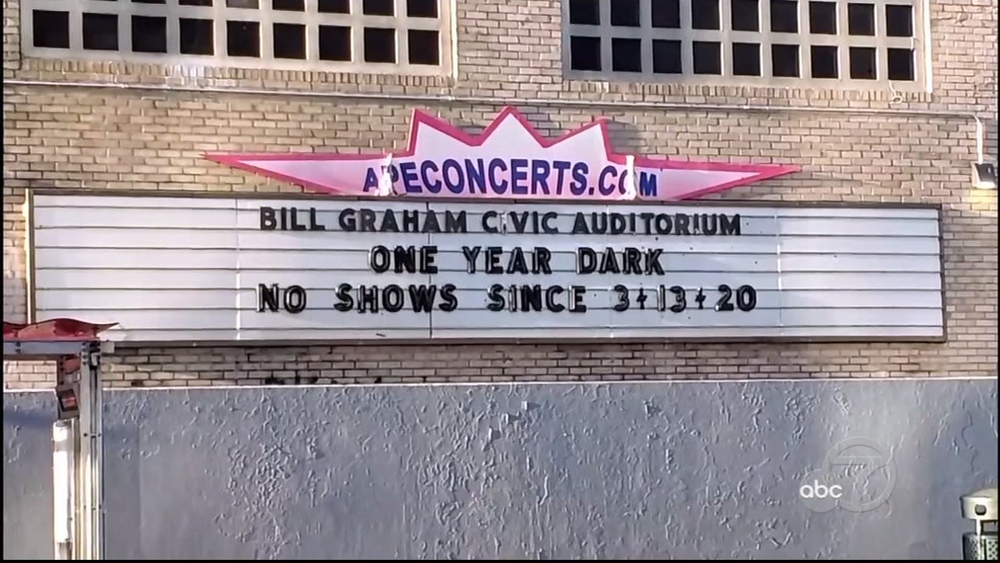 APECONCERTS.COM
BILL GRAHAM CIVIC AUDITORIUM
ONE YEAR DARK
NO SHOWS SINCE 3+13+20
abc 7